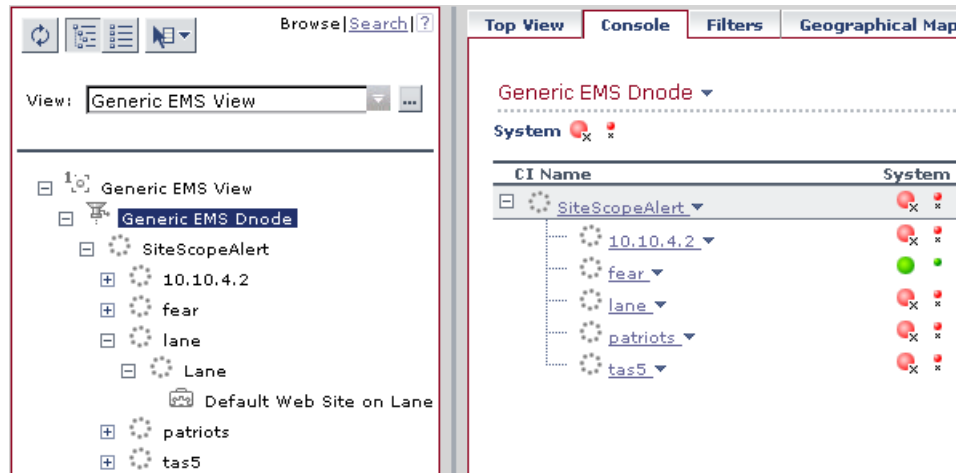 Browse|Search|?
View: Generic EMS View ...
1 Generic EMS View
Generic EMS Dnode
SiteScopeAlert
10.10.4.2
fear
lane
Lane
Default Web Site on Lane
patriots
tas5
Top View Console Filters Geographical Map
Generic EMS Dnode
System
CI Name System
SiteScopeAlert
10.10.4.2
fear
lane
patriots
tas5